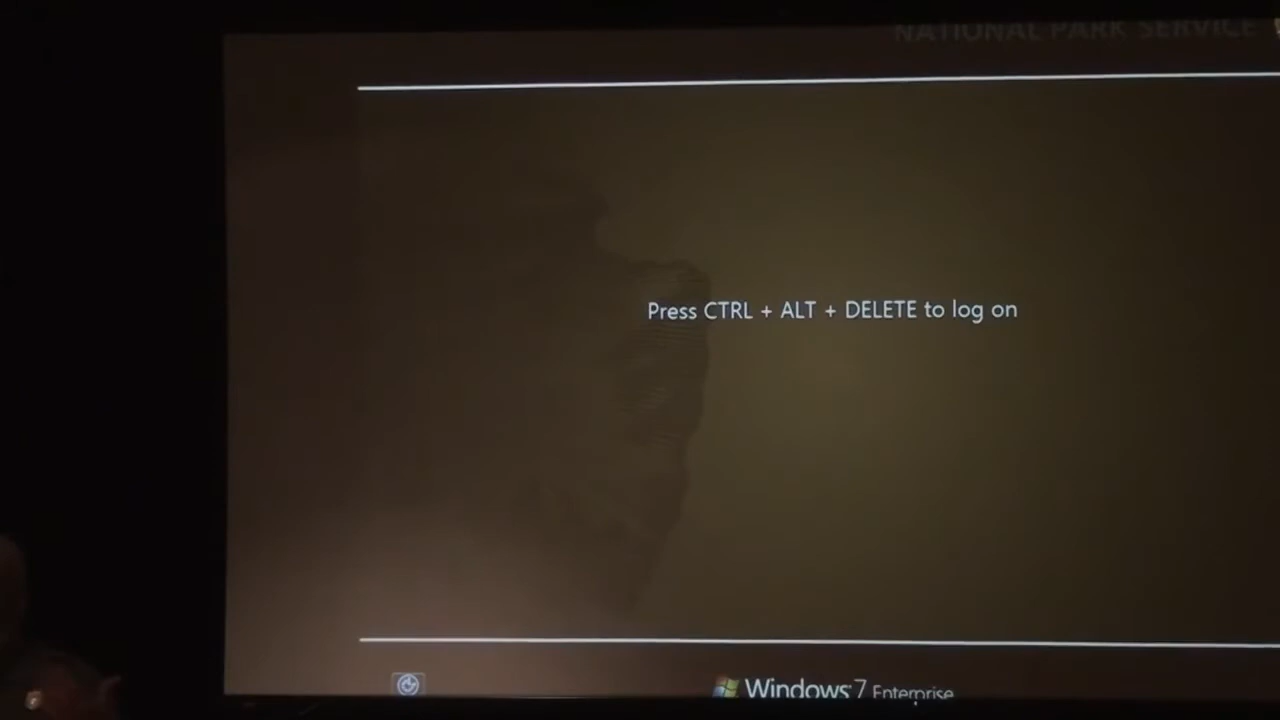 NATIONAL PARK SERVICE
Press CTRL + ALT + DELETE to log on
Windows 7 Enterprise